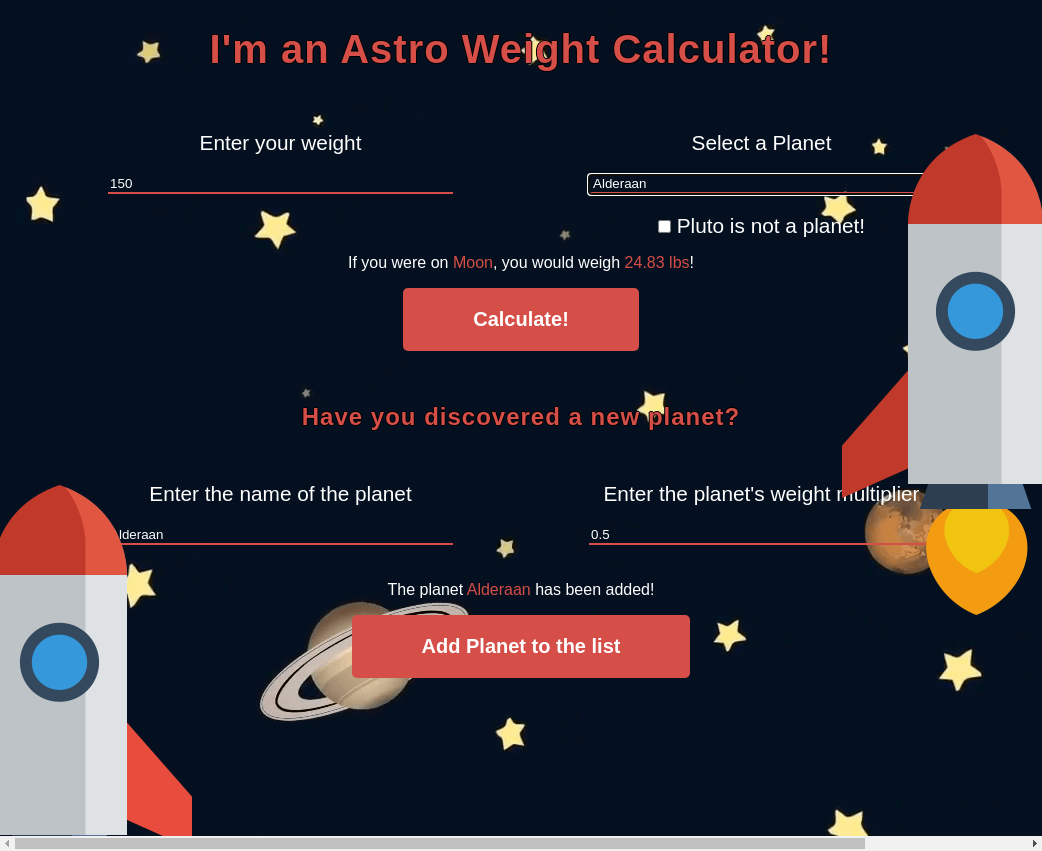 I'm an Astro Weight Calculator!
Enter your weight
Select a Planet
150
Alderaan
Pluto is not a planet!
If you were on Moon, you would weigh 24.83 lbs!
Calculate!
Have you discovered a new planet?
Enter the name of the planet
Enter the planet's weight multiplier
lderaan
0.5
The planet Alderaan has been added!
Add Planet to the list